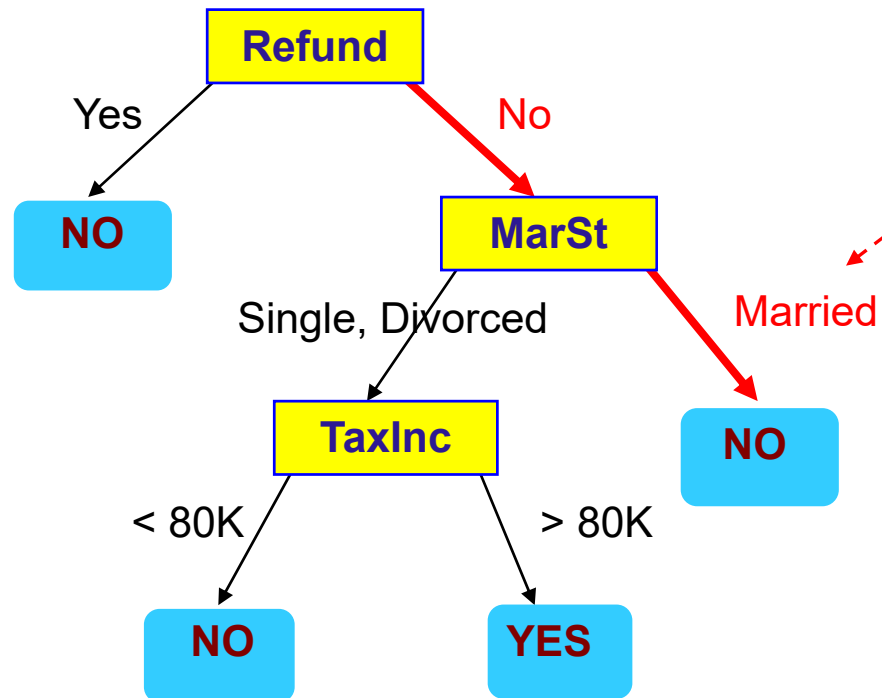 Refund
Yes
No
NO
MarSt
Single, Divorced
Married
TaxInc
NO
< 80K
> 80K
NO
YES